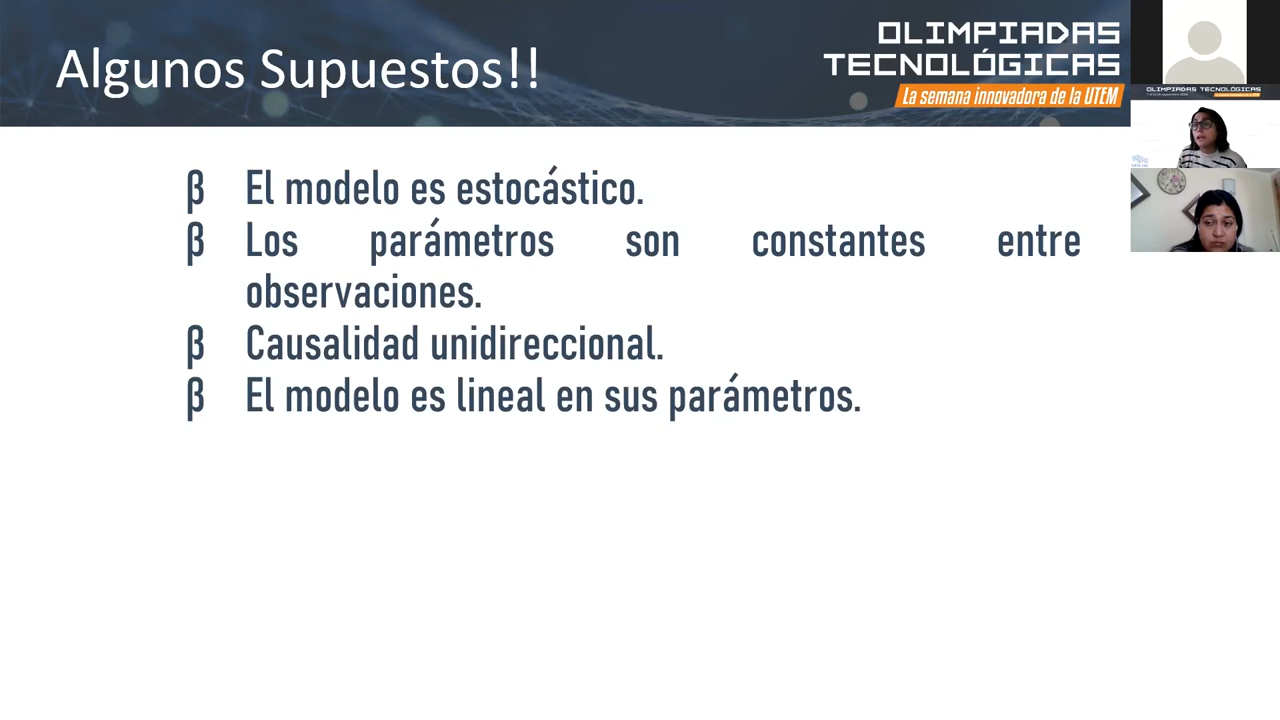 Algunos Supuestos!!
OLIMPIADAS
TECNOLÓGICAS
La semana innovadora de la UTEM
OLIMPIADAS TECNOLÓGICAS
β El modelo es estocástico.
β Los parámetros son constantes entre
observaciones.
β Causalidad unidireccional.
β El modelo es lineal en sus parámetros.